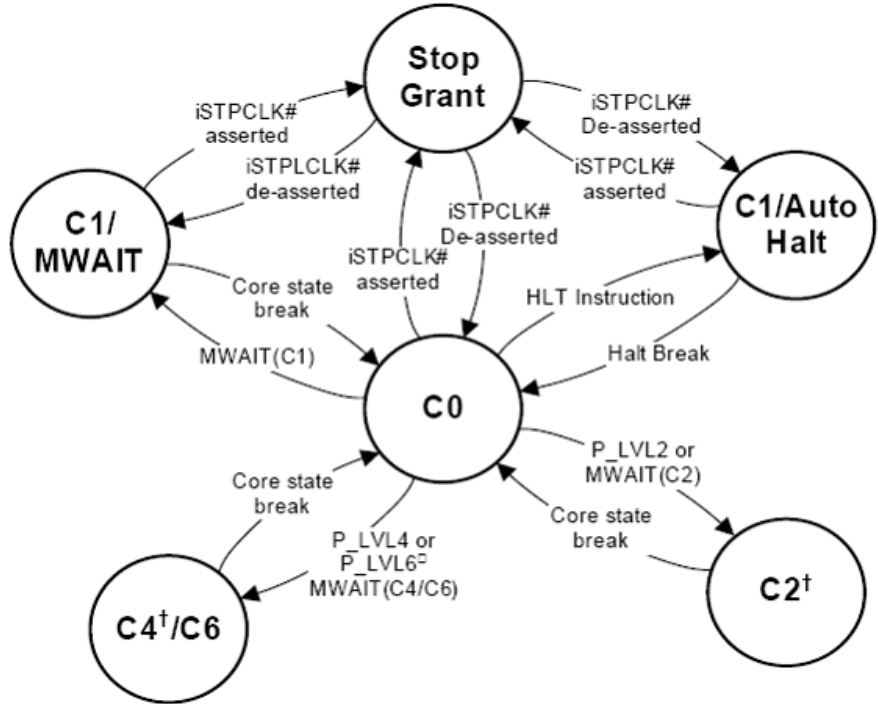 Stop
Grant
iSTPCLK#
asserted
iSTPLCLK#
de-asserted
iSTPCLK#
De-asserted
iSTPCLK#
asserted
C1/
MWAIT
C1/Auto
Halt
iSTPCLK#
asserted
iSTPCLK#
De-asserted
Core state
break
HLT Instruction
MWAIT(C1)
Halt Break
C0
P_LVL2 or
MWAIT(C2)
Core state
break
Core state
break
P_LVL4 or
P_LVL6□
MWAIT(C4/C6)
C4†/C6
C2†